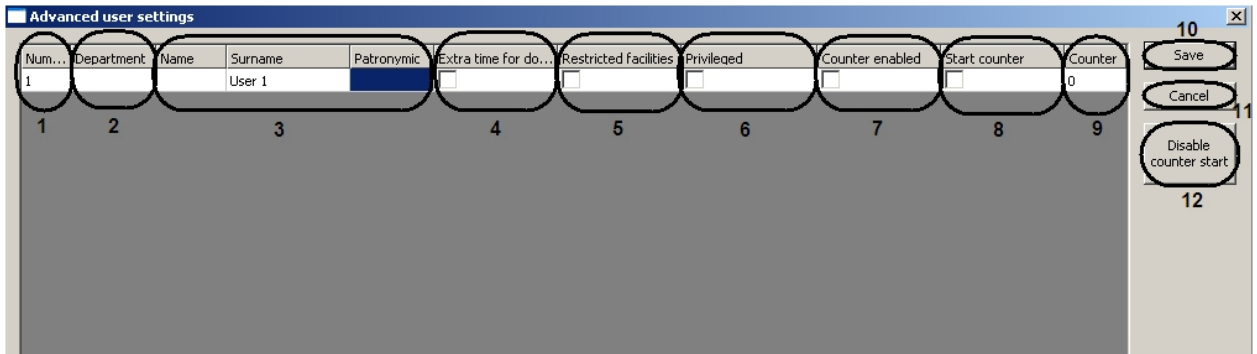 Advanced user settings
10
Num... Department Name Surname Patronymic Extra time for do... Restricted facilities Privileged Counter enabled Start counter Counter Save
1 User 1 0
Cancel
11
1 2 3 4 5 6 7 8 9
Disable
counter start
12